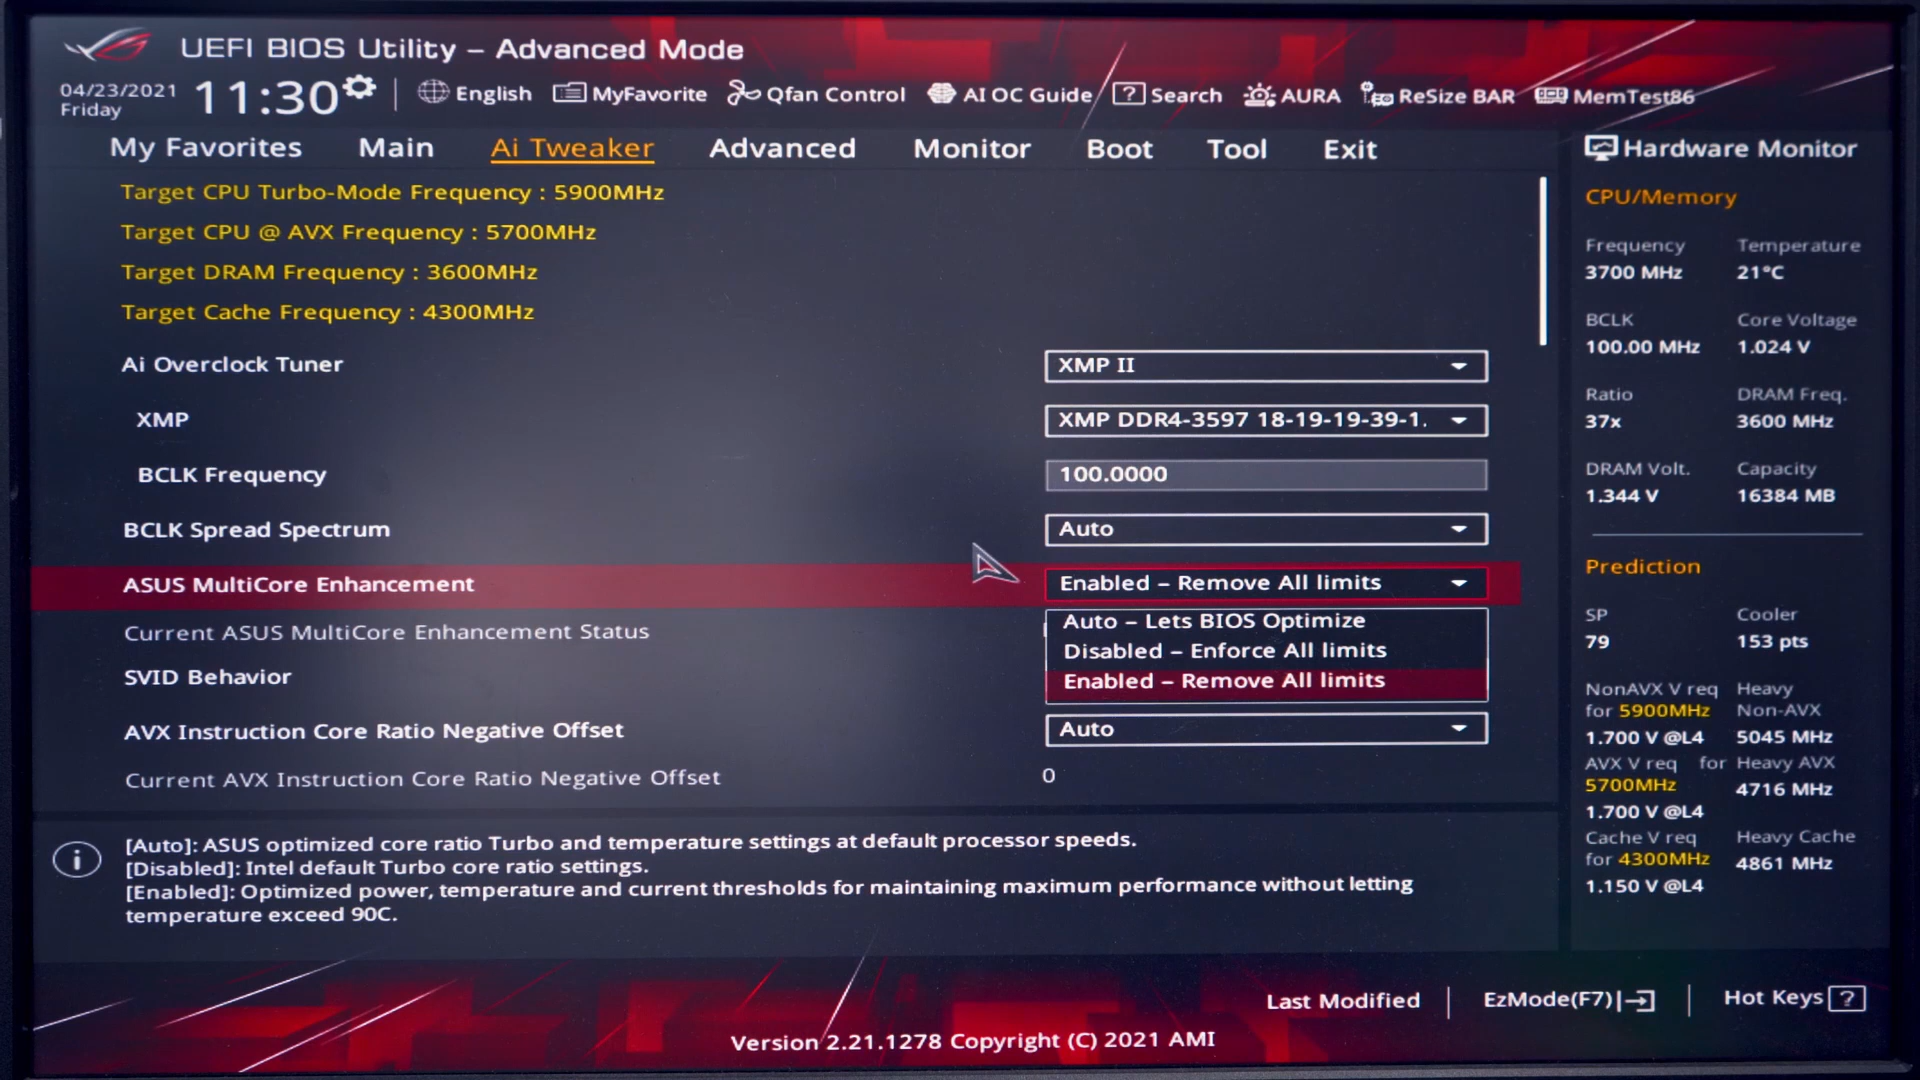 UEFI BIOS Utility – Advanced Mode
04/23/2021
Friday
11:30
English
MyFavorite
Qfan Control
AI OC Guide
Search
AURA
ReSize BAR
MemTest86
My Favorites
Main
Ai Tweaker
Advanced
Monitor
Boot
Tool
Exit
Target CPU Turbo-Mode Frequency : 5900MHz
Target CPU @ AVX Frequency : 5700MHz
Target DRAM Frequency : 3600MHz
Target Cache Frequency : 4300MHz
Ai Overclock Tuner
XMP II
XMP
XMP DDR4-3597 18-19-19-39-1.
BCLK Frequency
100.0000
BCLK Spread Spectrum
Auto
ASUS MultiCore Enhancement
Enabled – Remove All limits
Auto – Lets BIOS Optimize
Disabled – Enforce All limits
Enabled – Remove All limits
Current ASUS MultiCore Enhancement Status
SVID Behavior
AVX Instruction Core Ratio Negative Offset
Auto
Current AVX Instruction Core Ratio Negative Offset
0
[Auto]: ASUS optimized core ratio Turbo and temperature settings at default processor speeds.
[Disabled]: Intel default Turbo core ratio settings.
[Enabled]: Optimized power, temperature and current thresholds for maintaining maximum performance without letting
temperature exceed 90C.
Hardware Monitor
CPU/Memory
Frequency Temperature
3700 MHz 21°C
BCLK Core Voltage
100.00 MHz 1.024 V
Ratio DRAM Freq.
37x 3600 MHz
DRAM Volt. Capacity
1.344 V 16384 MB
Prediction
SP Cooler
79 153 pts
NonAVX V req Heavy
for 5900MHz Non-AVX
1.700 V @L4 5045 MHz
AVX V req for Heavy AVX
5700MHz 4716 MHz
1.700 V @L4
Cache V req Heavy Cache
for 4300MHz 4861 MHz
1.150 V @L4
Last Modified
EzMode(F7)
Hot Keys ?
Version 2.21.1278 Copyright (C) 2021 AMI